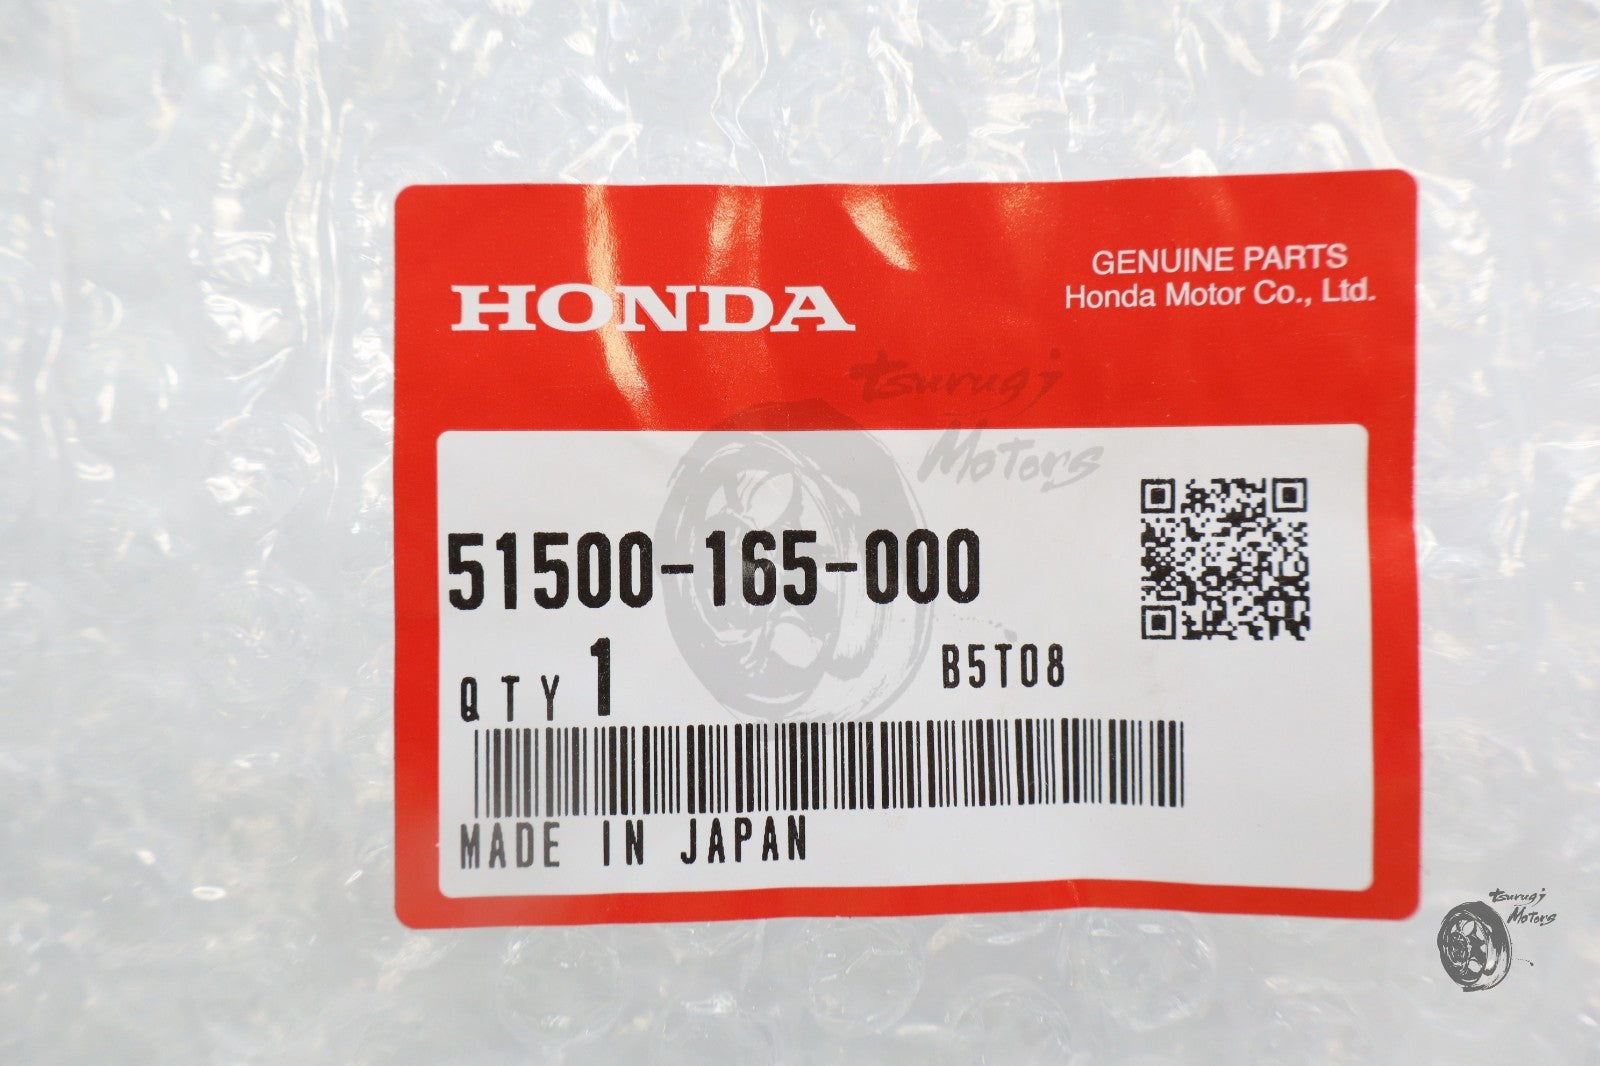 GENUINE PARTS
HONDA
Honda Motor Co., Ltd.
tsurugi
Motors
51500-165-000
QTY 1
B5T08
MADE IN JAPAN
tsurugi
Motors